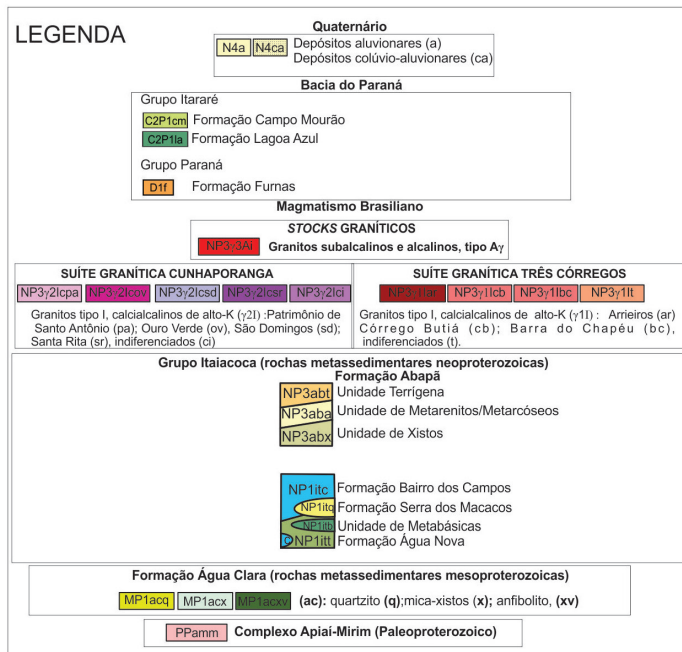 LEGENDA
Quaternário
N4a N4ca Depósitos aluvionares (a)
Depósitos colúvio-aluvionares (ca)
Bacia do Paraná
Grupo Itararé
C2P1cm Formação Campo Mourão
C2P1la Formação Lagoa Azul
Grupo Paraná
D1f Formação Furnas
Magmatismo Brasiliano
STOCKS GRANÍTICOS
NP3γ3Ai Granitos subalcalinos e alcalinos, tipo Aγ
SUÍTE GRANÍTICA CUNHAPORANGA
NP3γ2Icpa NP3γ2Icov NP3γ2Icsd NP3γ2Icsr NP3γ2Ici
Granitos tipo I, calcialcalinos de alto-K (γ2I) :Patrimônio de
Santo Antônio (pa); Ouro Verde (ov), São Domingos (sd);
Santa Rita (sr), indiferenciados (ci)
SUÍTE GRANÍTICA TRÊS CÓRREGOS
NP3γ1Iar NP3γ1Icb NP3γ1Ibc NP3γ1It
Granitos tipo I, calcialcalinos de alto-K (γ1I) : Arrieiros (ar)
Córrego Butiá (cb); Barra do Chapéu (bc),
indiferenciados (t).
Grupo Itaiacoca (rochas metassedimentares neoproterozoicas)
Formação Abapã
NP3abt Unidade Terrígena
NP3aba Unidade de Metarenitos/Metarcóseos
NP3abx Unidade de Xistos
NP1itc Formação Bairro dos Campos
NP1itq Formação Serra dos Macacos
NP1itb Unidade de Metabásicas
C NP1itt Formação Água Nova
Formação Água Clara (rochas metassedimentares mesoproterozoicas)
MP1acq MP1acx MP1acxv (ac): quartzito (q);mica-xistos (x); anfibolito, (xv)
PPamm Complexo Apiaí-Mirim (Paleoproterozoico)